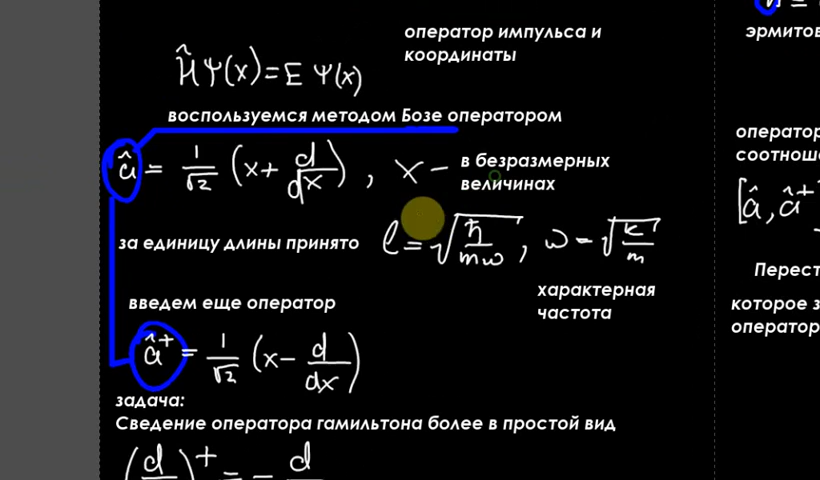 оператор импульса и
координаты
ĤΨ(x)=EΨ(x)
воспользуемся методом Бозе оператором
â = 1/√2 (x + d/dx), x –
в безразмерных
величинах
за единицу длины принято
l = √(ħ/mω), ω = √(k/m)
характерная
частота
введем еще оператор
â⁺ = 1/√2 (x – d/dx)
задача:
Сведение оператора гамильтона более в простой вид
(d)⁺ = – d
эрмитов
оператор
соотнош
[â, â⁺
Перест
которое з
оператор